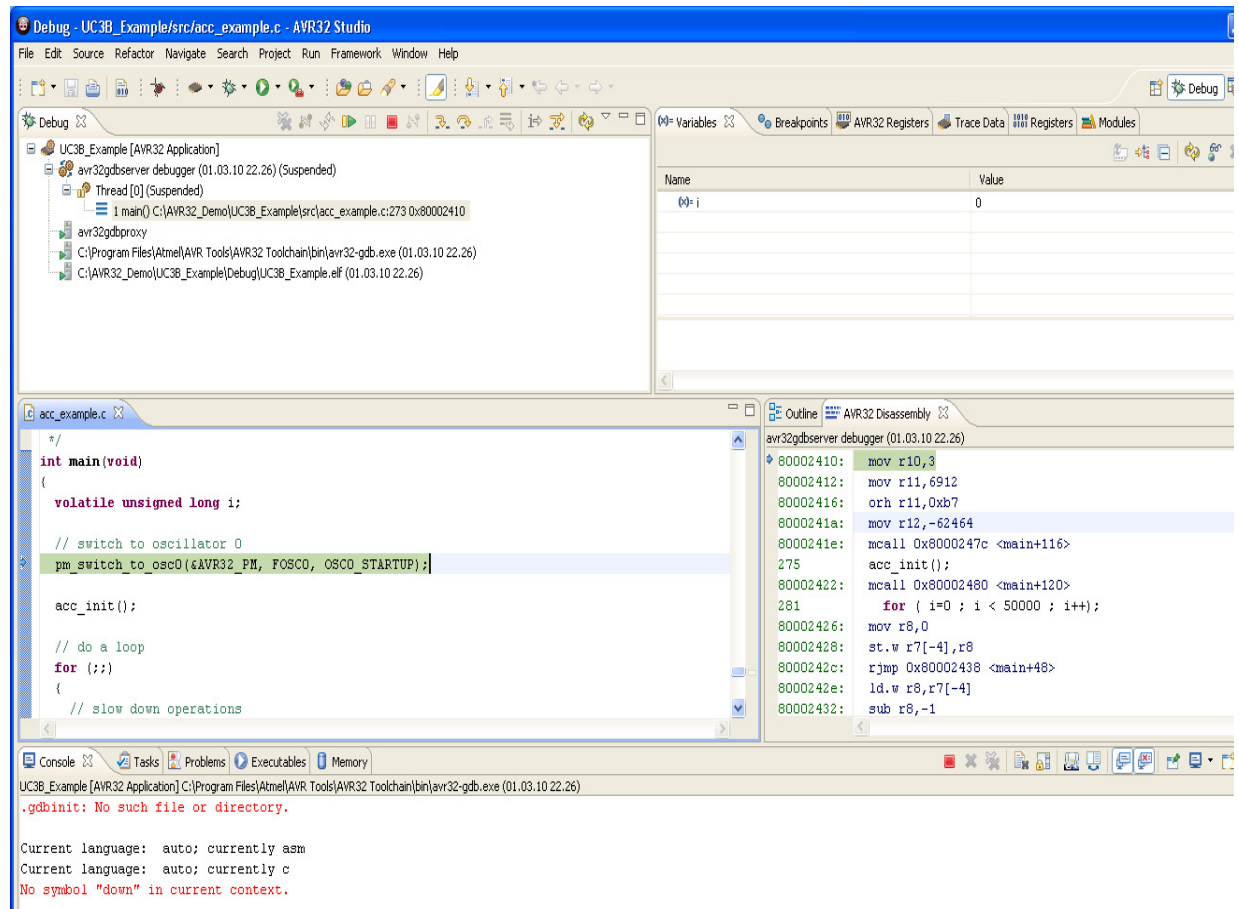 Debug - UC3B_Example/src/acc_example.c - AVR32 Studio
File Edit Source Refactor Navigate Search Project Run Framework Window Help
Debug
Debug
UC3B_Example [AVR32 Application]
avr32gdbserver debugger (01.03.10 22.26) (Suspended)
Thread [0] (Suspended)
1 main() C:\AVR32_Demo\UC3B_Example\src\acc_example.c:273 0x80002410
avr32gdbproxy
C:\Program Files\Atmel\AVR Tools\AVR32 Toolchain\bin\avr32-gdb.exe (01.03.10 22.26)
C:\AVR32_Demo\UC3B_Example\Debug\UC3B_Example.elf (01.03.10 22.26)
(x)= Variables Breakpoints AVR32 Registers Trace Data Registers Modules
Name Value
(x)= i 0
acc_example.c
*/
int main(void)
{
volatile unsigned long i;
// switch to oscillator 0
pm_switch_to_osc0(&AVR32_PM, FOSC0, OSC0_STARTUP);
acc_init();
// do a loop
for (;;)
{
// slow down operations
Outline AVR32 Disassembly
avr32gdbserver debugger (01.03.10 22.26)
80002410: mov r10,3
80002412: mov r11,6912
80002416: orh r11,0xb7
8000241a: mov r12,-62464
8000241e: mcall 0x8000247c <main+116>
275 acc_init();
80002422: mcall 0x80002480 <main+120>
281 for ( i=0 ; i < 50000 ; i++);
80002426: mov r8,0
80002428: st.w r7[-4],r8
8000242c: rjmp 0x80002438 <main+48>
8000242e: ld.w r8,r7[-4]
80002432: sub r8,-1
Console Tasks Problems Executables Memory
UC3B_Example [AVR32 Application] C:\Program Files\Atmel\AVR Tools\AVR32 Toolchain\bin\avr32-gdb.exe (01.03.10 22.26)
.gdbinit: No such file or directory.
Current language: auto; currently asm
Current language: auto; currently c
No symbol "down" in current context.